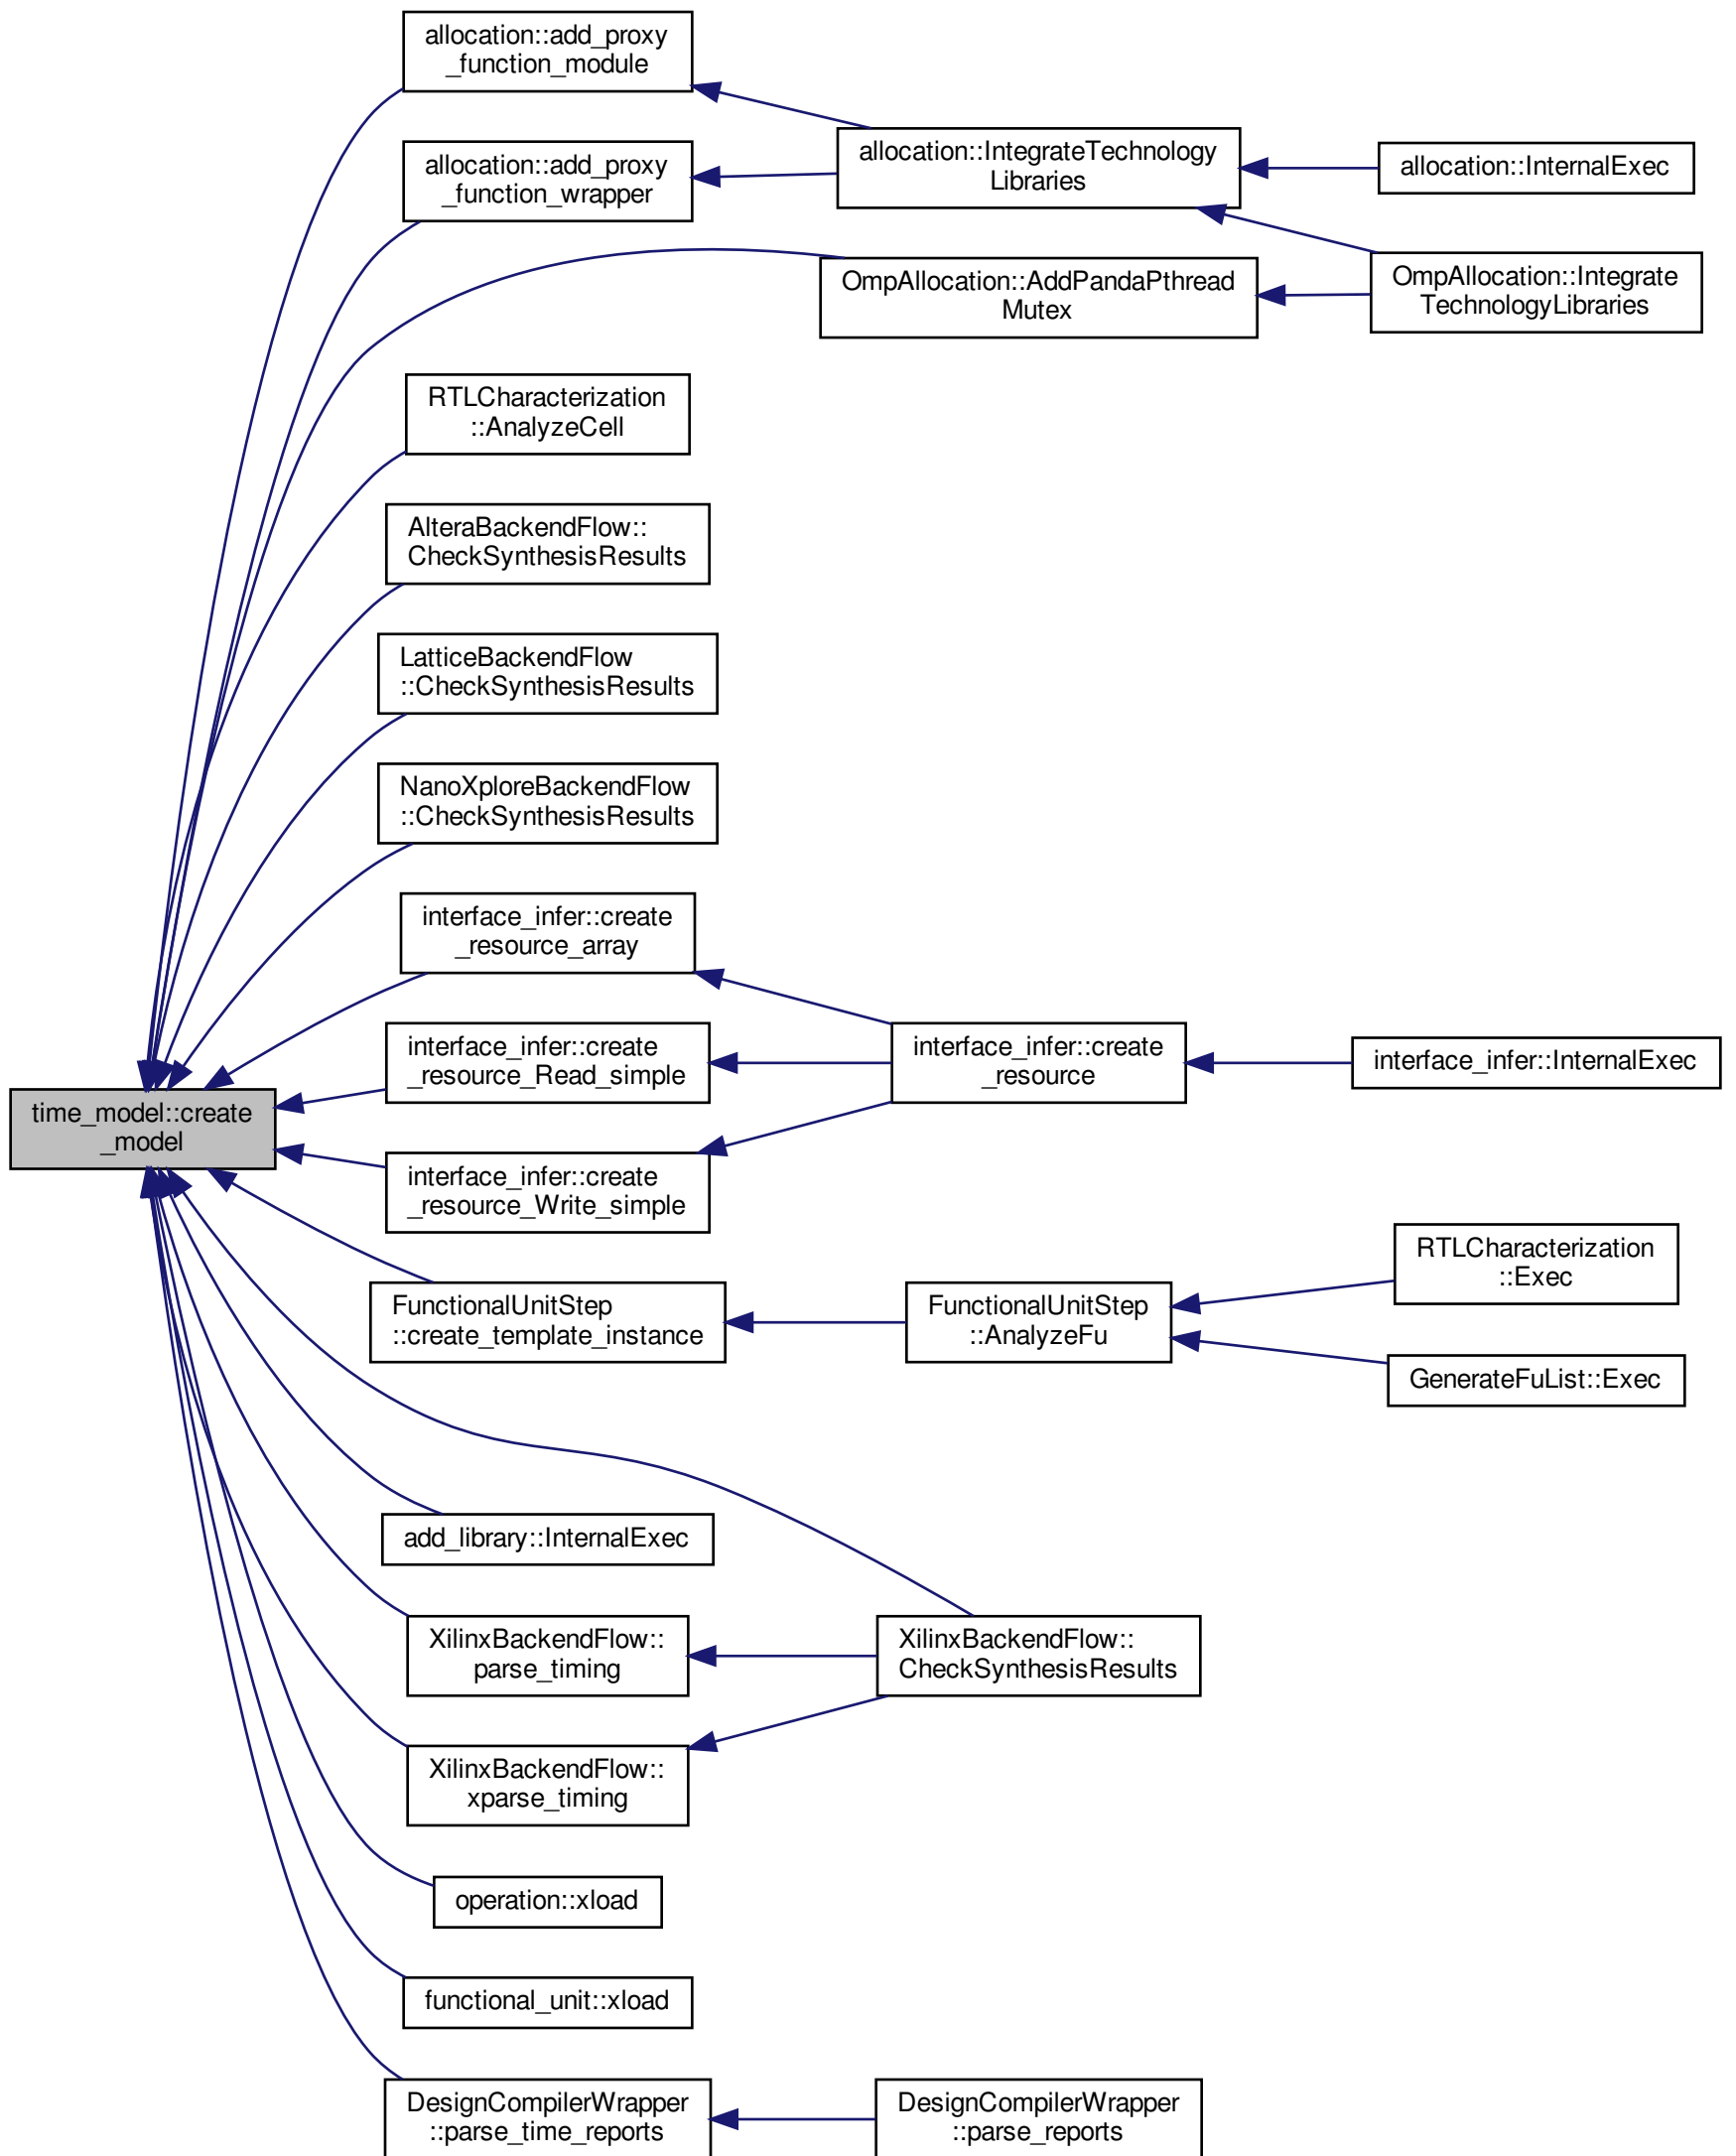 allocation::add_proxy
_function_module
allocation::add_proxy
_function_wrapper
allocation::IntegrateTechnology
Libraries
allocation::InternalExec
OmpAllocation::AddPandaPthread
Mutex
OmpAllocation::Integrate
TechnologyLibraries
RTLCharacterization
::AnalyzeCell
AlteraBackendFlow::
CheckSynthesisResults
LatticeBackendFlow
::CheckSynthesisResults
NanoXploreBackendFlow
::CheckSynthesisResults
interface_infer::create
_resource_array
interface_infer::create
_resource_Read_simple
interface_infer::create
_resource
interface_infer::InternalExec
time_model::create
_model
interface_infer::create
_resource_Write_simple
FunctionalUnitStep
::create_template_instance
FunctionalUnitStep
::AnalyzeFu
RTLCharacterization
::Exec
GenerateFuList::Exec
add_library::InternalExec
XilinxBackendFlow::
parse_timing
XilinxBackendFlow::
CheckSynthesisResults
XilinxBackendFlow::
xparse_timing
operation::xload
functional_unit::xload
DesignCompilerWrapper
::parse_time_reports
DesignCompilerWrapper
::parse_reports